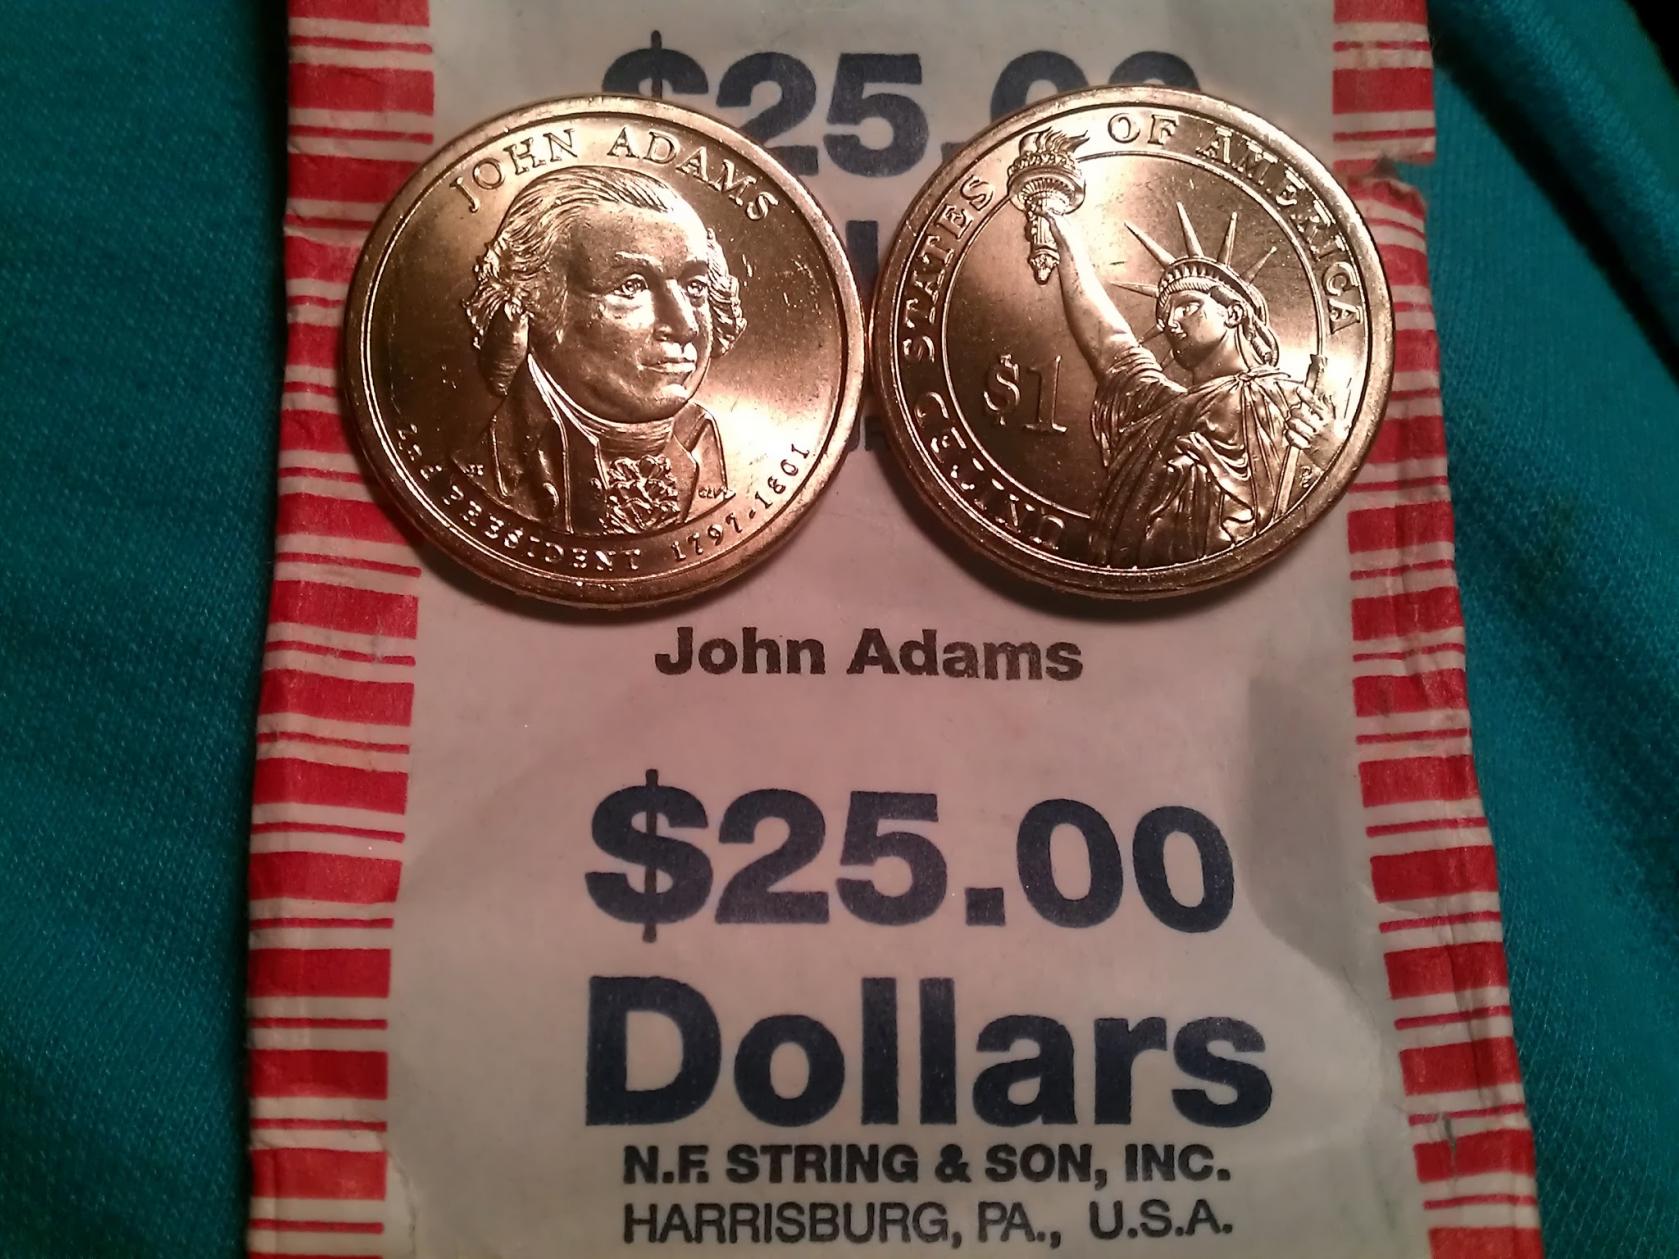 $25.00
JOHN ADAMS
2nd PRESIDENT 1797-1801
UNITED STATES OF AMERICA
$1
John Adams
$25.00
Dollars
N.F. STRING & SON, INC.
HARRISBURG, PA., U.S.A.